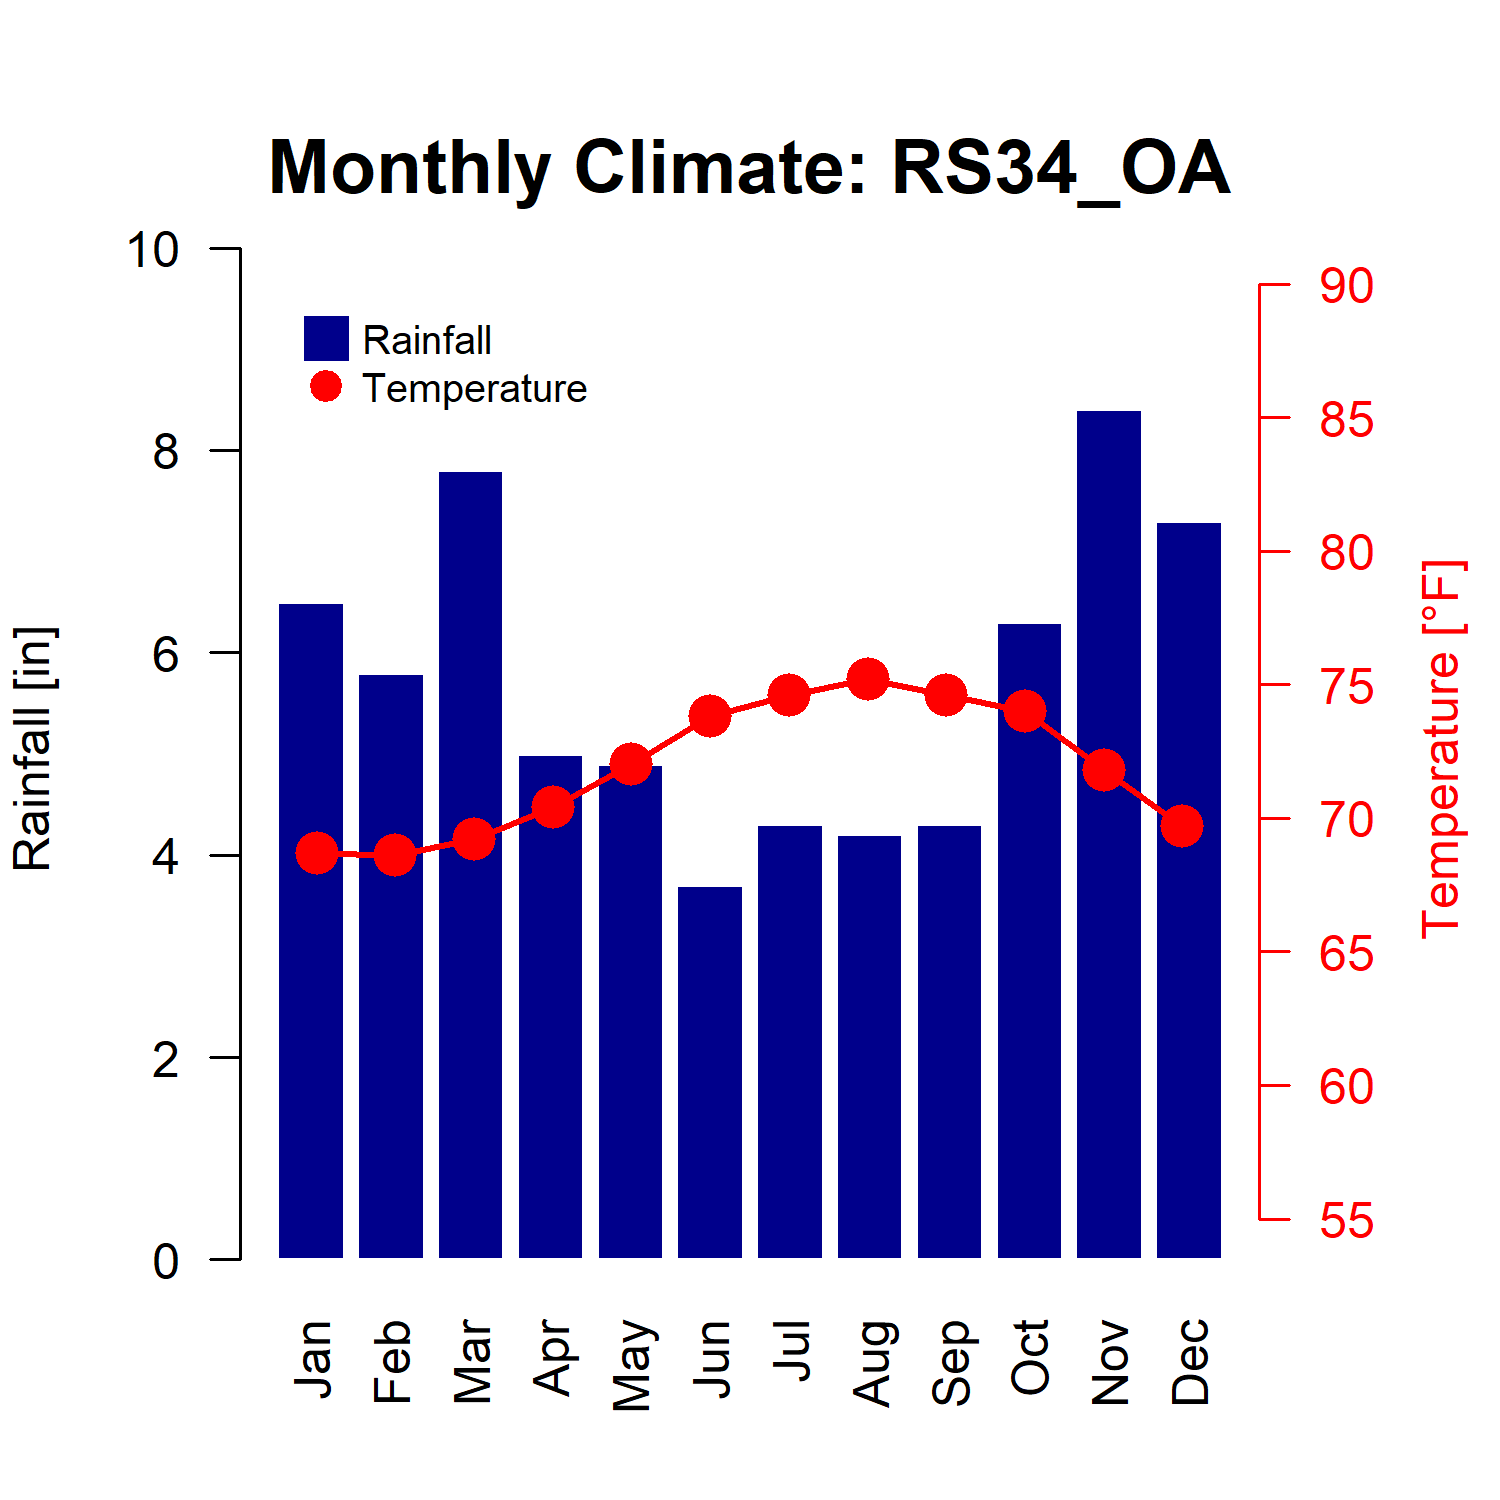 Monthly Climate: RS34_OA
Rainfall
Temperature
Rainfall [in]
10
8
6
4
2
0
90
85
80
75
70
65
60
55
Temperature [°F]
Jan
Feb
Mar
Apr
May
Jun
Jul
Aug
Sep
Oct
Nov
Dec